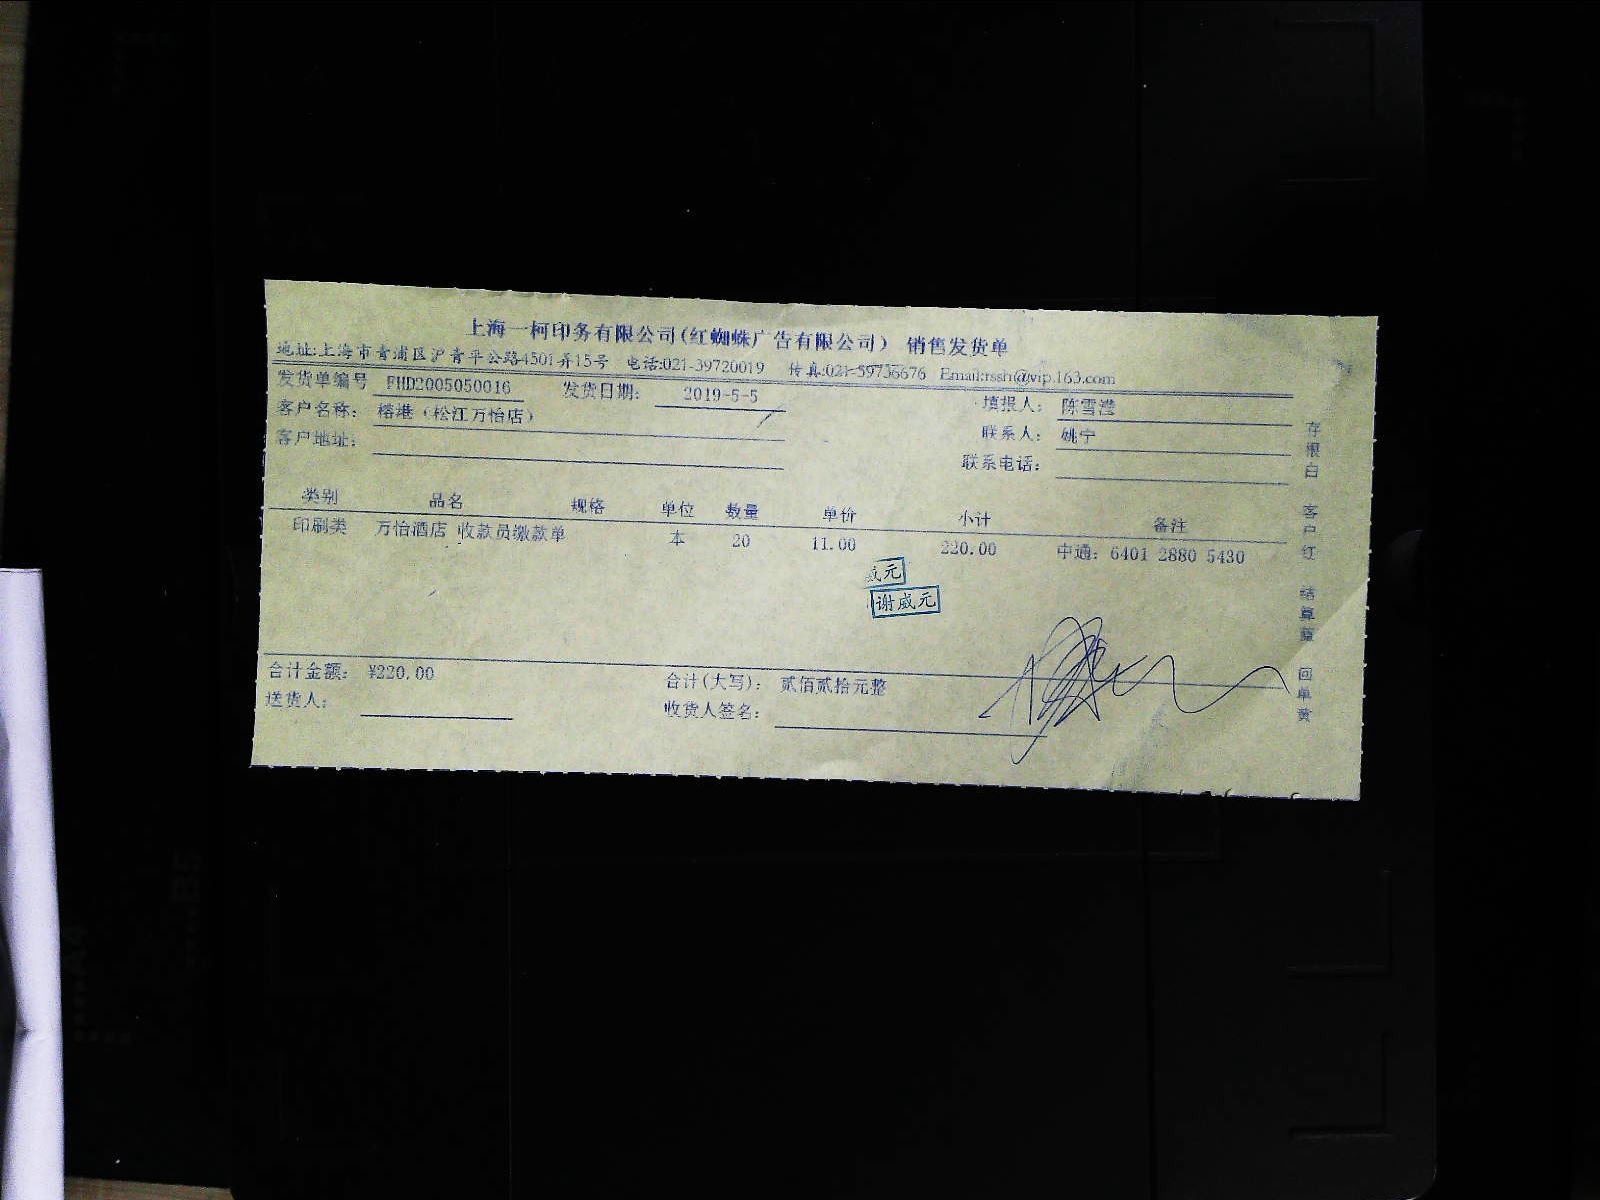 上海一柯印务有限公司(红蜘蛛广告有限公司) 销售发货单
地址:上海市青浦区沪青平公路4501弄15号 电话:021-39720019 传真:021-59738676 Email:rssh@vip.163.com
发货单编号 FHD2005050016 发货日期: 2019-5-5 填报人: 陈雪滢
客户名称: 榕港(松江万怡店) 联系人: 姚宁
客户地址: 联系电话:
类别 品名 规格 单位 数量 单价 小计 备注
印刷类 万怡酒店 收款员缴款单 本 20 11.00 220.00 中通: 6401 2880 5430
威元
谢威元
合计金额: ¥220.00 合计(大写): 贰佰贰拾元整
送货人: 收货人签名:
存根白 客户红 结算蓝 回单黄